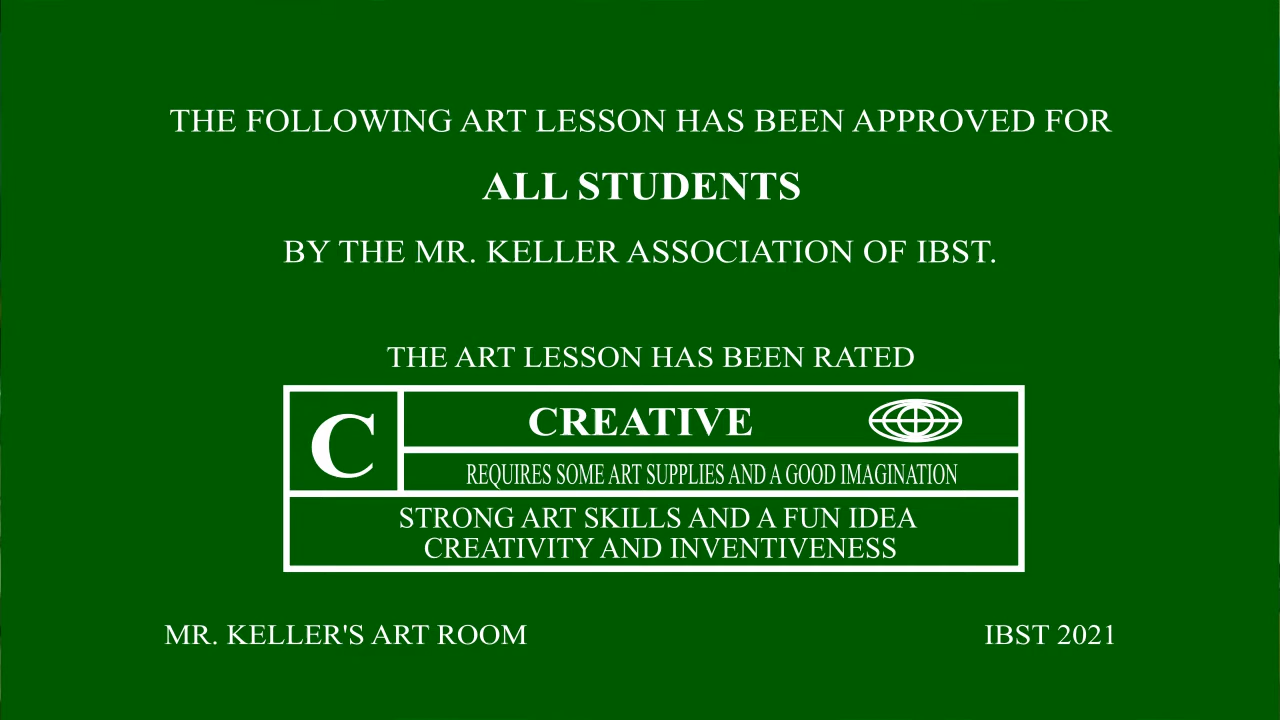 THE FOLLOWING ART LESSON HAS BEEN APPROVED FOR
ALL STUDENTS
BY THE MR. KELLER ASSOCIATION OF IBST.
THE ART LESSON HAS BEEN RATED
C
CREATIVE
REQUIRES SOME ART SUPPLIES AND A GOOD IMAGINATION
STRONG ART SKILLS AND A FUN IDEA
CREATIVITY AND INVENTIVENESS
MR. KELLER'S ART ROOM
IBST 2021